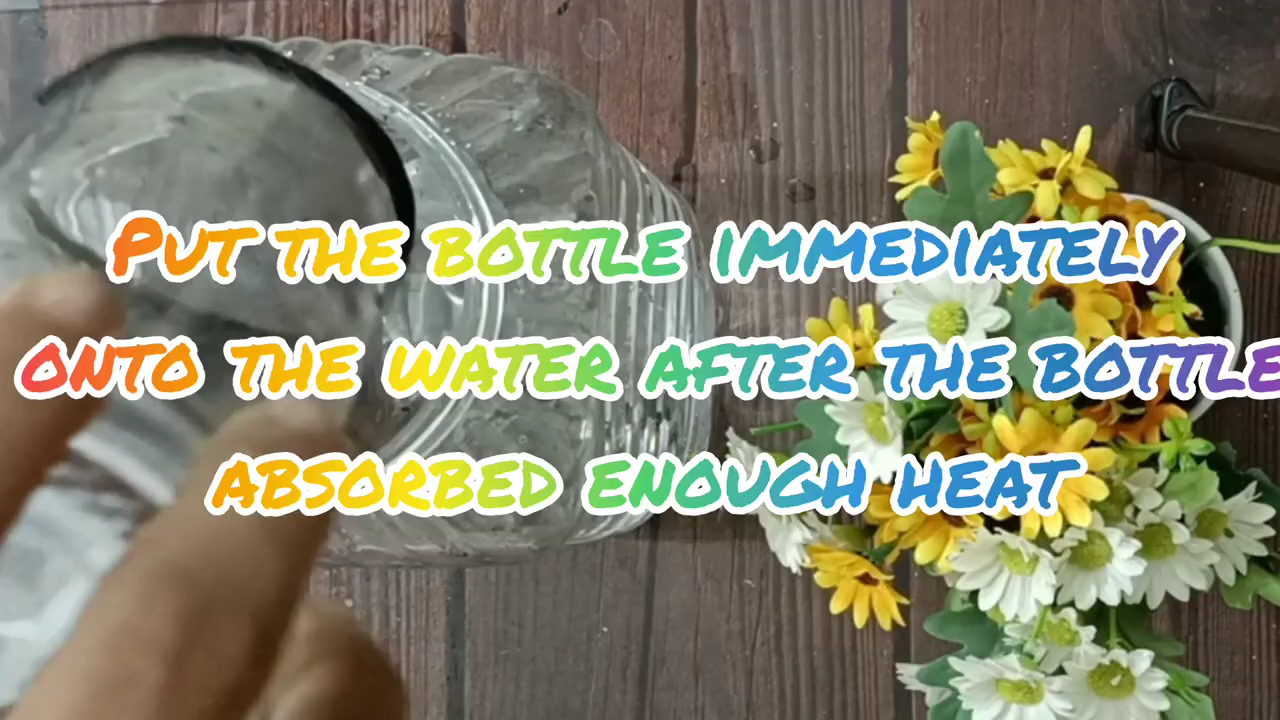 Put the bottle immediately
onto the water after the bottle
absorbed enough heat